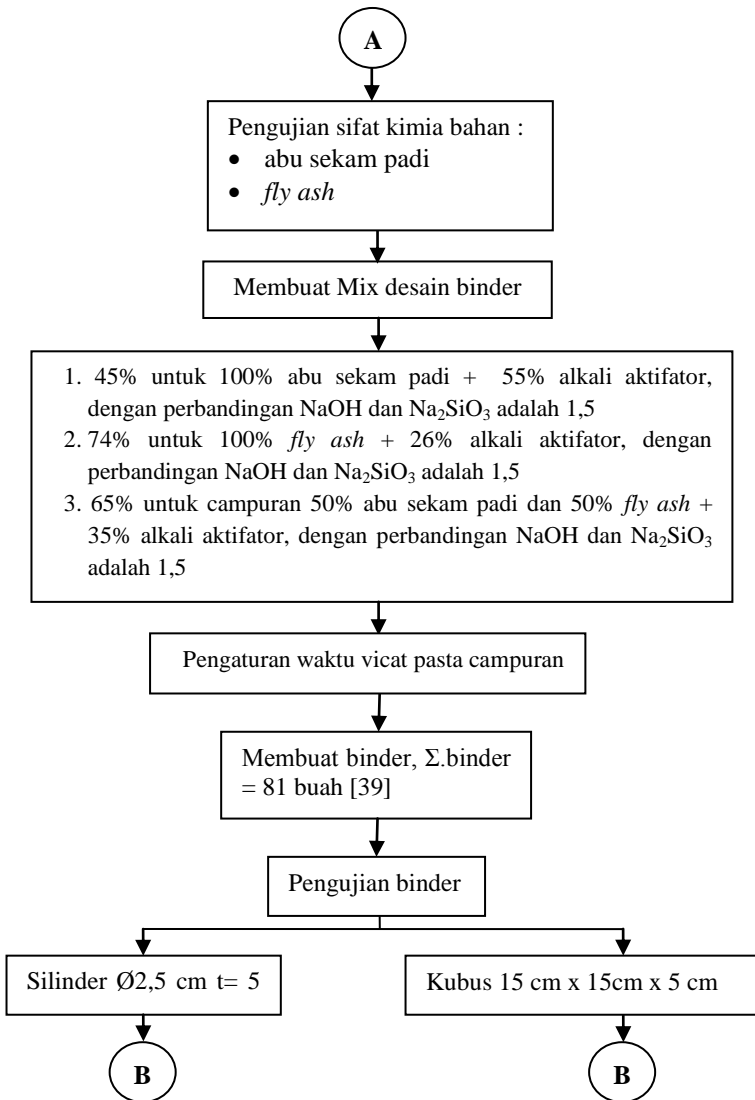 A
Pengujian sifat kimia bahan :
• abu sekam padi
• fly ash
Membuat Mix desain binder
1. 45% untuk 100% abu sekam padi + 55% alkali aktifator,
dengan perbandingan NaOH dan Na₂SiO₃ adalah 1,5
2. 74% untuk 100% fly ash + 26% alkali aktifator, dengan
perbandingan NaOH dan Na₂SiO₃ adalah 1,5
3. 65% untuk campuran 50% abu sekam padi dan 50% fly ash +
35% alkali aktifator, dengan perbandingan NaOH dan Na₂SiO₃
adalah 1,5
Pengaturan waktu vicat pasta campuran
Membuat binder, Σ.binder
= 81 buah [39]
Pengujian binder
Silinder Ø2,5 cm t= 5
Kubus 15 cm x 15cm x 5 cm
B
B